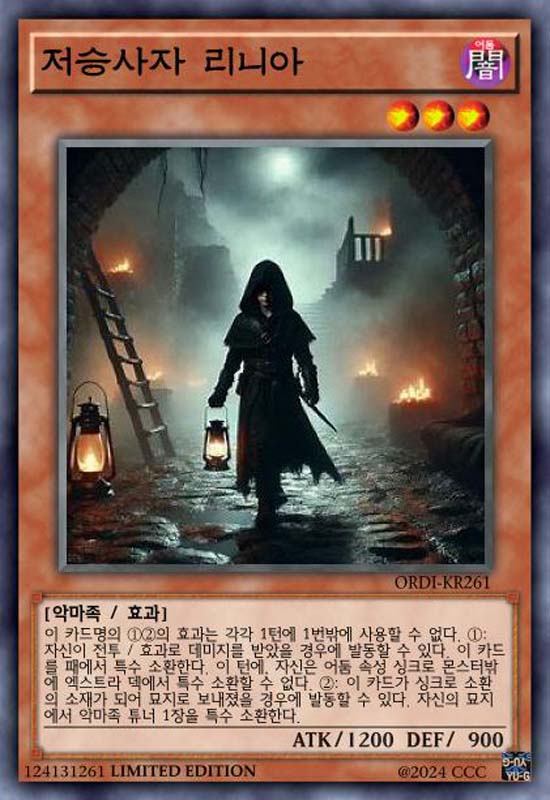 저승사자 리니아
어둠
闇
ORDI-KR261
[악마족 / 효과]
이 카드명의 ①②의 효과는 각각 1턴에 1번밖에 사용할 수 없다. ①:
자신이 전투 / 효과로 데미지를 받았을 경우에 발동할 수 있다. 이 카드
를 패에서 특수 소환한다. 이 턴에, 자신은 어둠 속성 싱크로 몬스터밖
에 엑스트라 덱에서 특수 소환할 수 없다. ②: 이 카드가 싱크로 소환
의 소재가 되어 묘지로 보내졌을 경우에 발동할 수 있다. 자신의 묘지
에서 악마족 튜너 1장을 특수 소환한다.
ATK/1200 DEF/ 900
124131261 LIMITED EDITION
@2024 CCC
YU-G